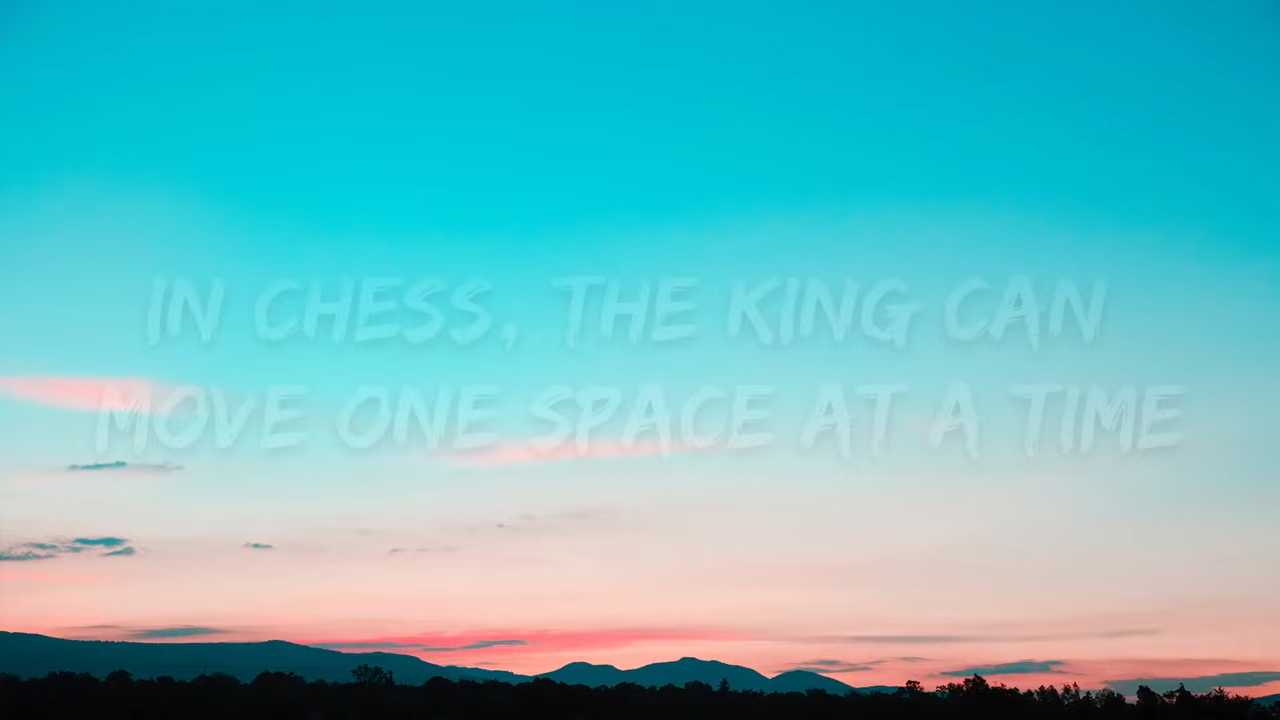 IN CHESS, THE KING CAN
MOVE ONE SPACE AT A TIME